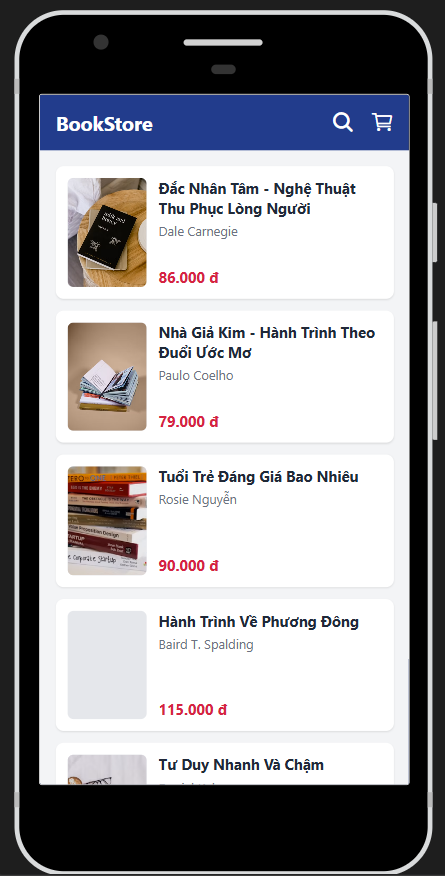 BookStore
Đắc Nhân Tâm - Nghệ Thuật
Thu Phục Lòng Người
Dale Carnegie
86.000 đ
Nhà Giả Kim - Hành Trình Theo
Đuổi Ước Mơ
Paulo Coelho
79.000 đ
Tuổi Trẻ Đáng Giá Bao Nhiêu
Rosie Nguyễn
90.000 đ
Hành Trình Về Phương Đông
Baird T. Spalding
115.000 đ
Tư Duy Nhanh Và Chậm